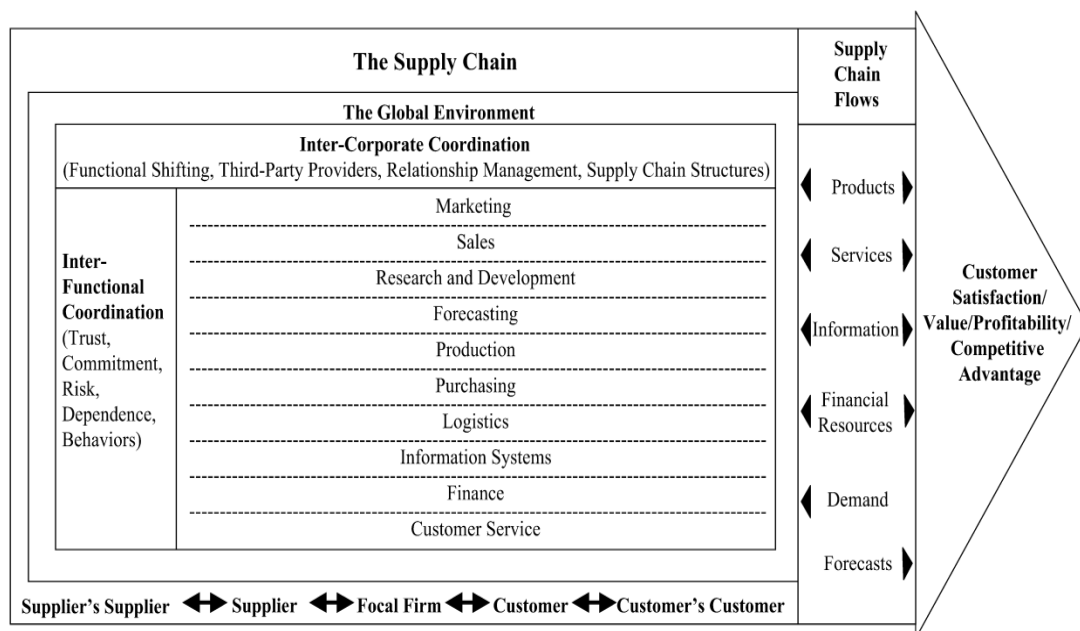 The Supply Chain
Supply
Chain
Flows
The Global Environment
Inter-Corporate Coordination
(Functional Shifting, Third-Party Providers, Relationship Management, Supply Chain Structures)
Inter-
Functional
Coordination
(Trust,
Commitment,
Risk,
Dependence,
Behaviors)
Marketing
Sales
Research and Development
Forecasting
Production
Purchasing
Logistics
Information Systems
Finance
Customer Service
Products
Services
Information
Financial
Resources
Demand
Forecasts
Customer
Satisfaction/
Value/Profitability/
Competitive
Advantage
Supplier's Supplier Supplier Focal Firm Customer Customer's Customer